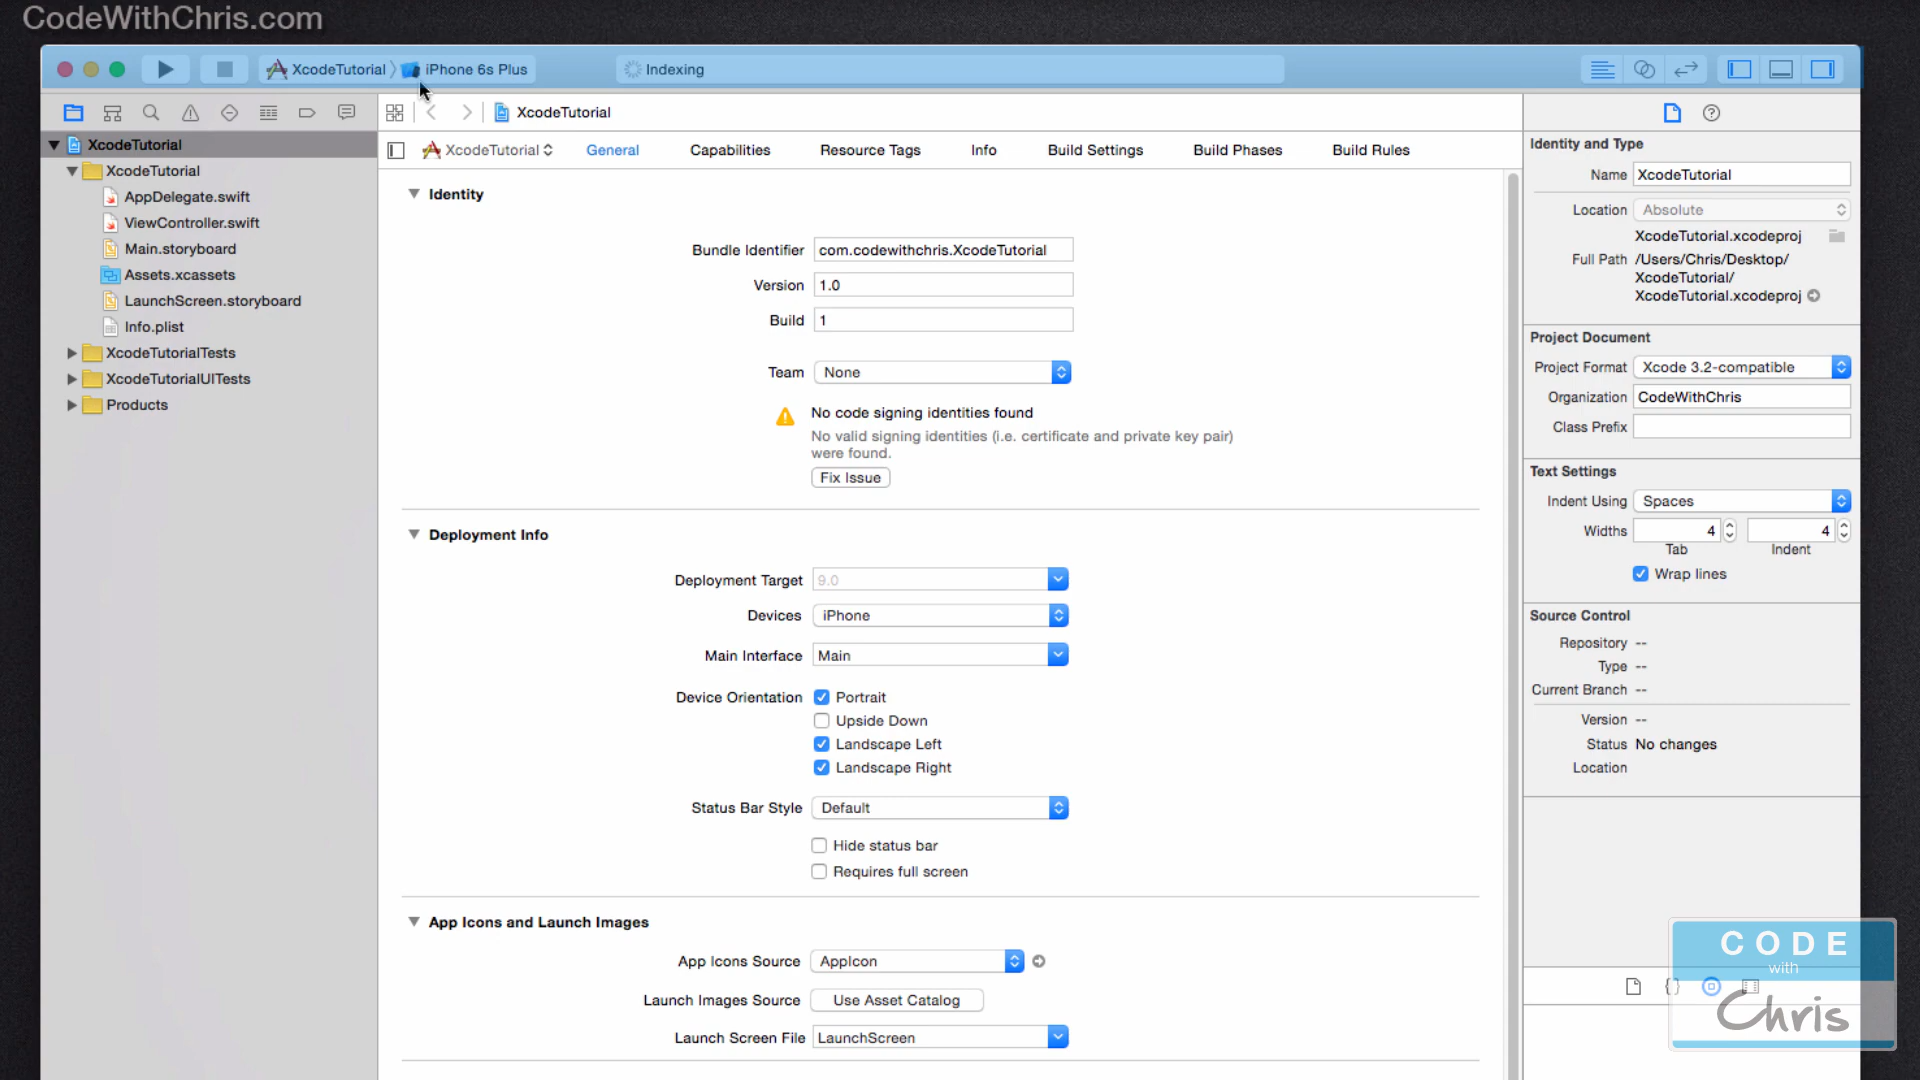 CodeWithChris.com
XcodeTutorial iPhone 6s Plus Indexing
XcodeTutorial
XcodeTutorial General Capabilities Resource Tags Info Build Settings Build Phases Build Rules
XcodeTutorial
XcodeTutorial
AppDelegate.swift
ViewController.swift
Main.storyboard
Assets.xcassets
LaunchScreen.storyboard
Info.plist
XcodeTutorialTests
XcodeTutorialUITests
Products
Identity
Bundle Identifier com.codewithchris.XcodeTutorial
Version 1.0
Build 1
Team None
No code signing identities found
No valid signing identities (i.e. certificate and private key pair)
were found.
Fix Issue
Deployment Info
Deployment Target 9.0
Devices iPhone
Main Interface Main
Device Orientation Portrait
Upside Down
Landscape Left
Landscape Right
Status Bar Style Default
Hide status bar
Requires full screen
App Icons and Launch Images
App Icons Source AppIcon
Launch Images Source Use Asset Catalog
Launch Screen File LaunchScreen
Identity and Type
Name XcodeTutorial
Location Absolute
XcodeTutorial.xcodeproj
Full Path /Users/Chris/Desktop/
XcodeTutorial/
XcodeTutorial.xcodeproj
Project Document
Project Format Xcode 3.2-compatible
Organization CodeWithChris
Class Prefix
Text Settings
Indent Using Spaces
Widths 4 4
Tab Indent
Wrap lines
Source Control
Repository --
Type --
Current Branch --
Version --
Status No changes
Location
CODE
with
Chris